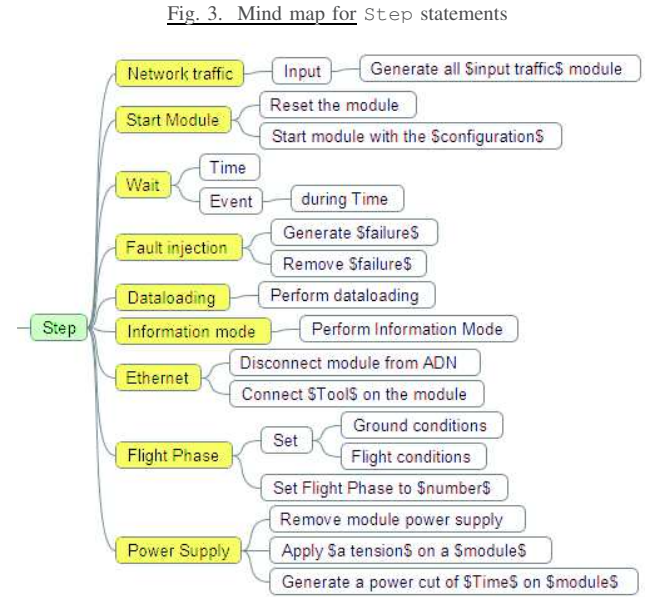 Fig. 3. Mind map for Step statements
Network traffic
Input
Generate all $input traffic$ module
Start Module
Reset the module
Start module with the $configuration$
Wait
Time
Event
during Time
Fault injection
Generate $failure$
Remove $failure$
Dataloading
Perform dataloading
Step
Information mode
Perform Information Mode
Ethernet
Disconnect module from ADN
Connect $Tool$ on the module
Flight Phase
Set
Ground conditions
Flight conditions
Set Flight Phase to $number$
Power Supply
Remove module power supply
Apply $a tension$ on a $module$
Generate a power cut of $Time$ on $module$